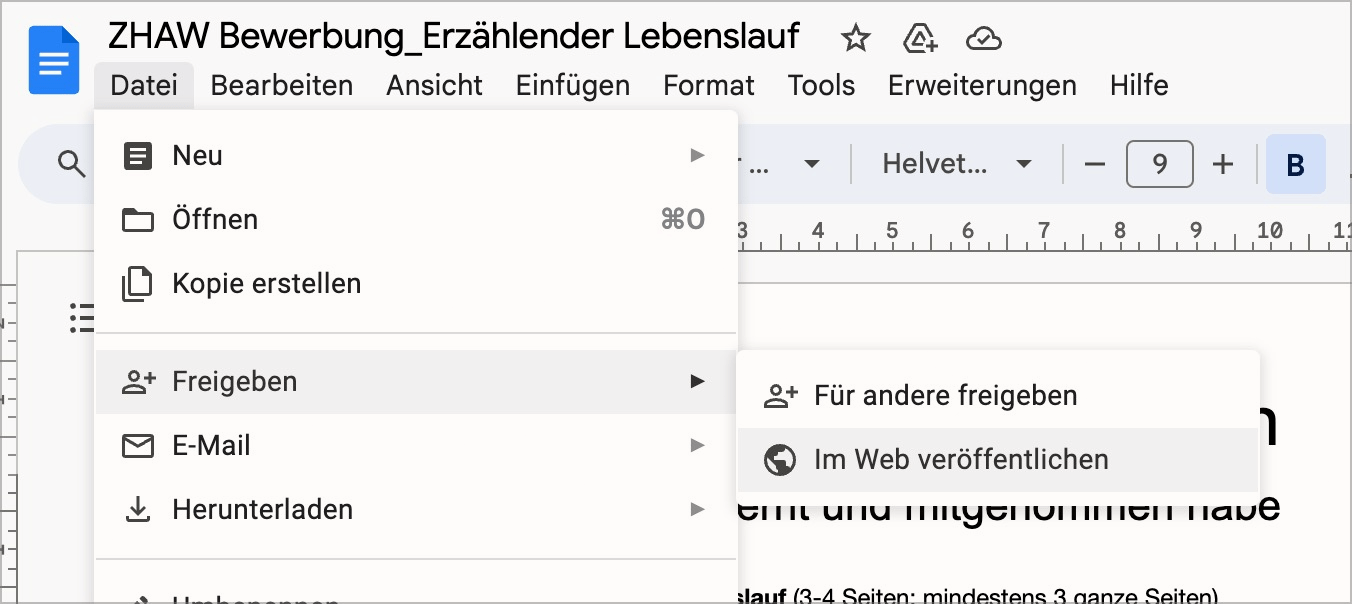 ZHAW Bewerbung_Erzählender Lebenslauf
Datei Bearbeiten Ansicht Einfügen Format Tools Erweiterungen Hilfe
Neu
... Helvet... 9 B
Öffnen ⌘O
3 4 5 6 7 8 9 10 11
Kopie erstellen
Freigeben
Für andere freigeben
E-Mail
Im Web veröffentlichen
Herunterladen
ernt und mitgenommen habe
Umbenennen
slauf (3-4 Seiten; mindestens 3 ganze Seiten)